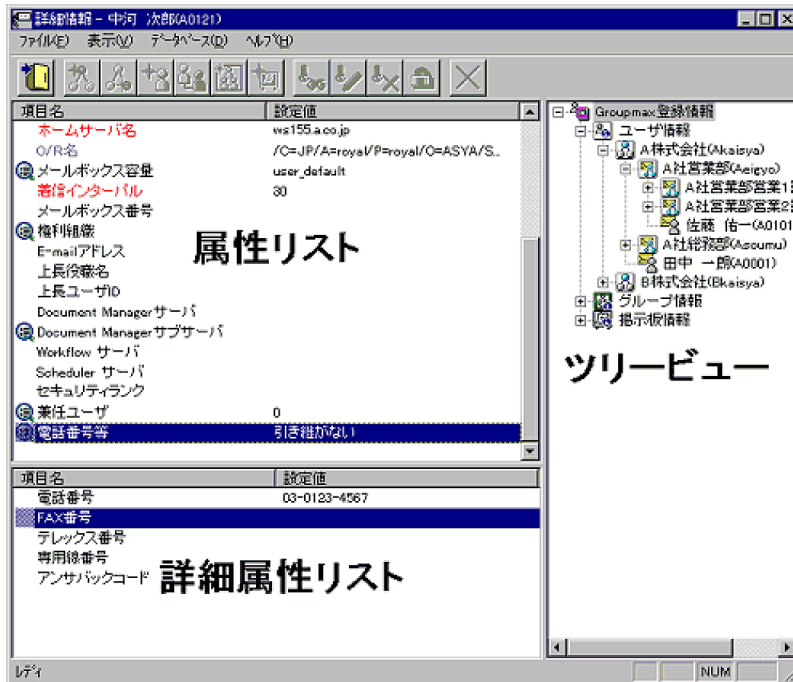 詳細情報 - 中河 次郎(A0121)
ファイル(F) 表示(V) データベース(D) ヘルプ(H)
項目名 設定値
ホームサーバ名 ws155.a.co.jp
O/R名 /C=JP/A=royal/P=royal/O=ASYA/S..
メールボックス容量 user_default
着信インターバル 30
メールボックス番号
権利組織
E-mailアドレス
上長役職名
上長ユーザID
Document Managerサーバ
Document Managerサブサーバ
Workflow サーバ
Scheduler サーバ
セキュリティランク
兼任ユーザ 0
電話番号等 引き継がない
属性リスト
項目名 設定値
電話番号 03-0123-4567
FAX番号
テレックス番号
専用線番号
アンサバックコード
詳細属性リスト
Groupmax登録情報
ユーザ情報
A株式会社(Akaisya)
A社営業部(Aeigyo)
A社営業部営業1
A社営業部営業2
佐藤 佑一(A0101
A社総務部(Asoumu)
田中 一朗(A0001)
B株式会社(Bkaisya)
グループ情報
掲示板情報
ツリービュー
レディ NUM